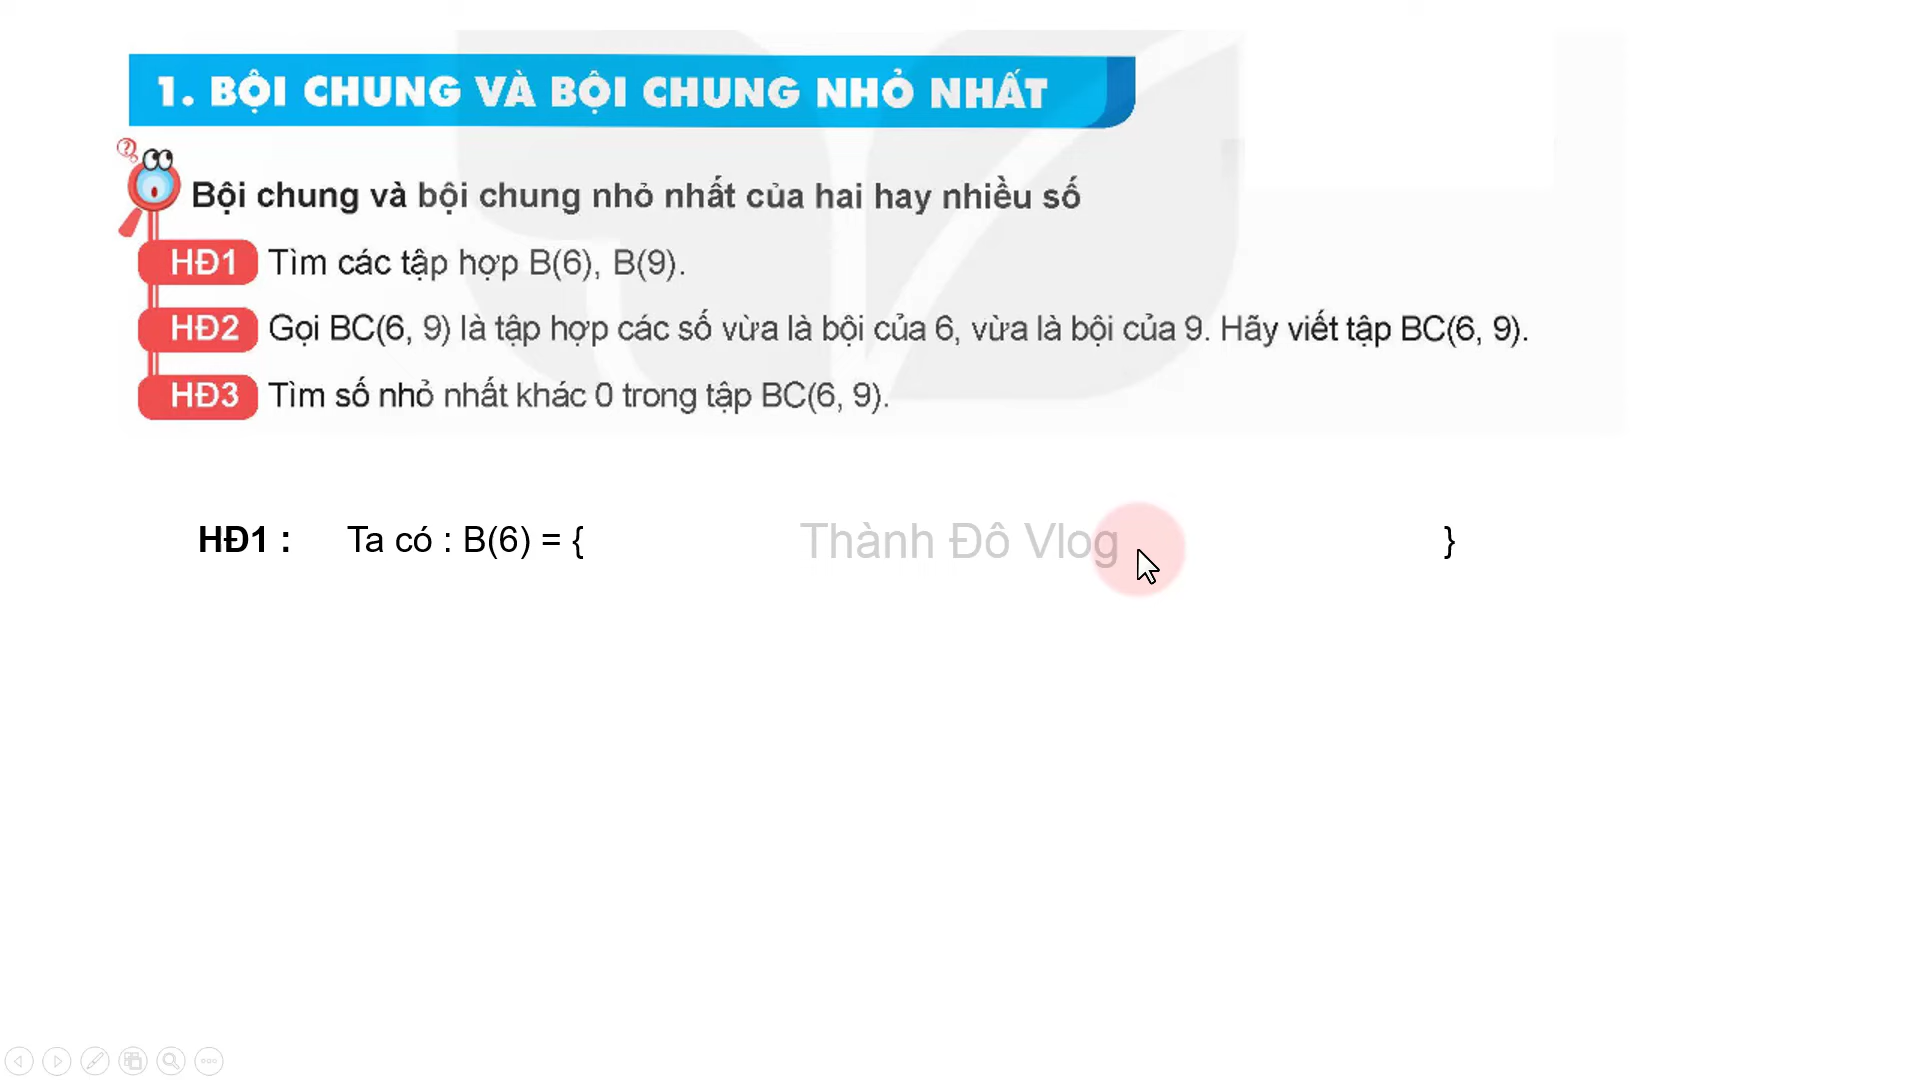 1. BỘI CHUNG VÀ BỘI CHUNG NHỎ NHẤT
?
Bội chung và bội chung nhỏ nhất của hai hay nhiều số
HĐ1 Tìm các tập hợp B(6), B(9).
HĐ2 Gọi BC(6, 9) là tập hợp các số vừa là bội của 6, vừa là bội của 9. Hãy viết tập BC(6, 9).
HĐ3 Tìm số nhỏ nhất khác 0 trong tập BC(6, 9).
HĐ1 : Ta có : B(6) = { }
Thành Đô Vlog